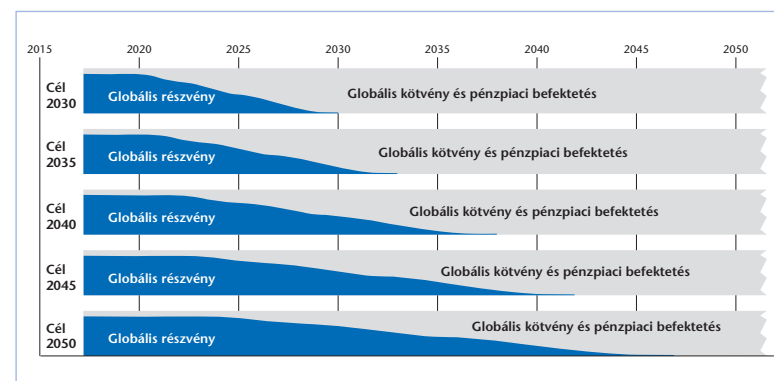 2015 2020 2025 2030 2035 2040 2045 2050
Cél
2030
Globális részvény
Globális kötvény és pénzpiaci befektetés
Cél
2035
Globális részvény
Globális kötvény és pénzpiaci befektetés
Cél
2040
Globális részvény
Globális kötvény és pénzpiaci befektetés
Cél
2045
Globális részvény
Globális kötvény és pénzpiaci befektetés
Cél
2050
Globális részvény
Globális kötvény és pénzpiaci befektetés